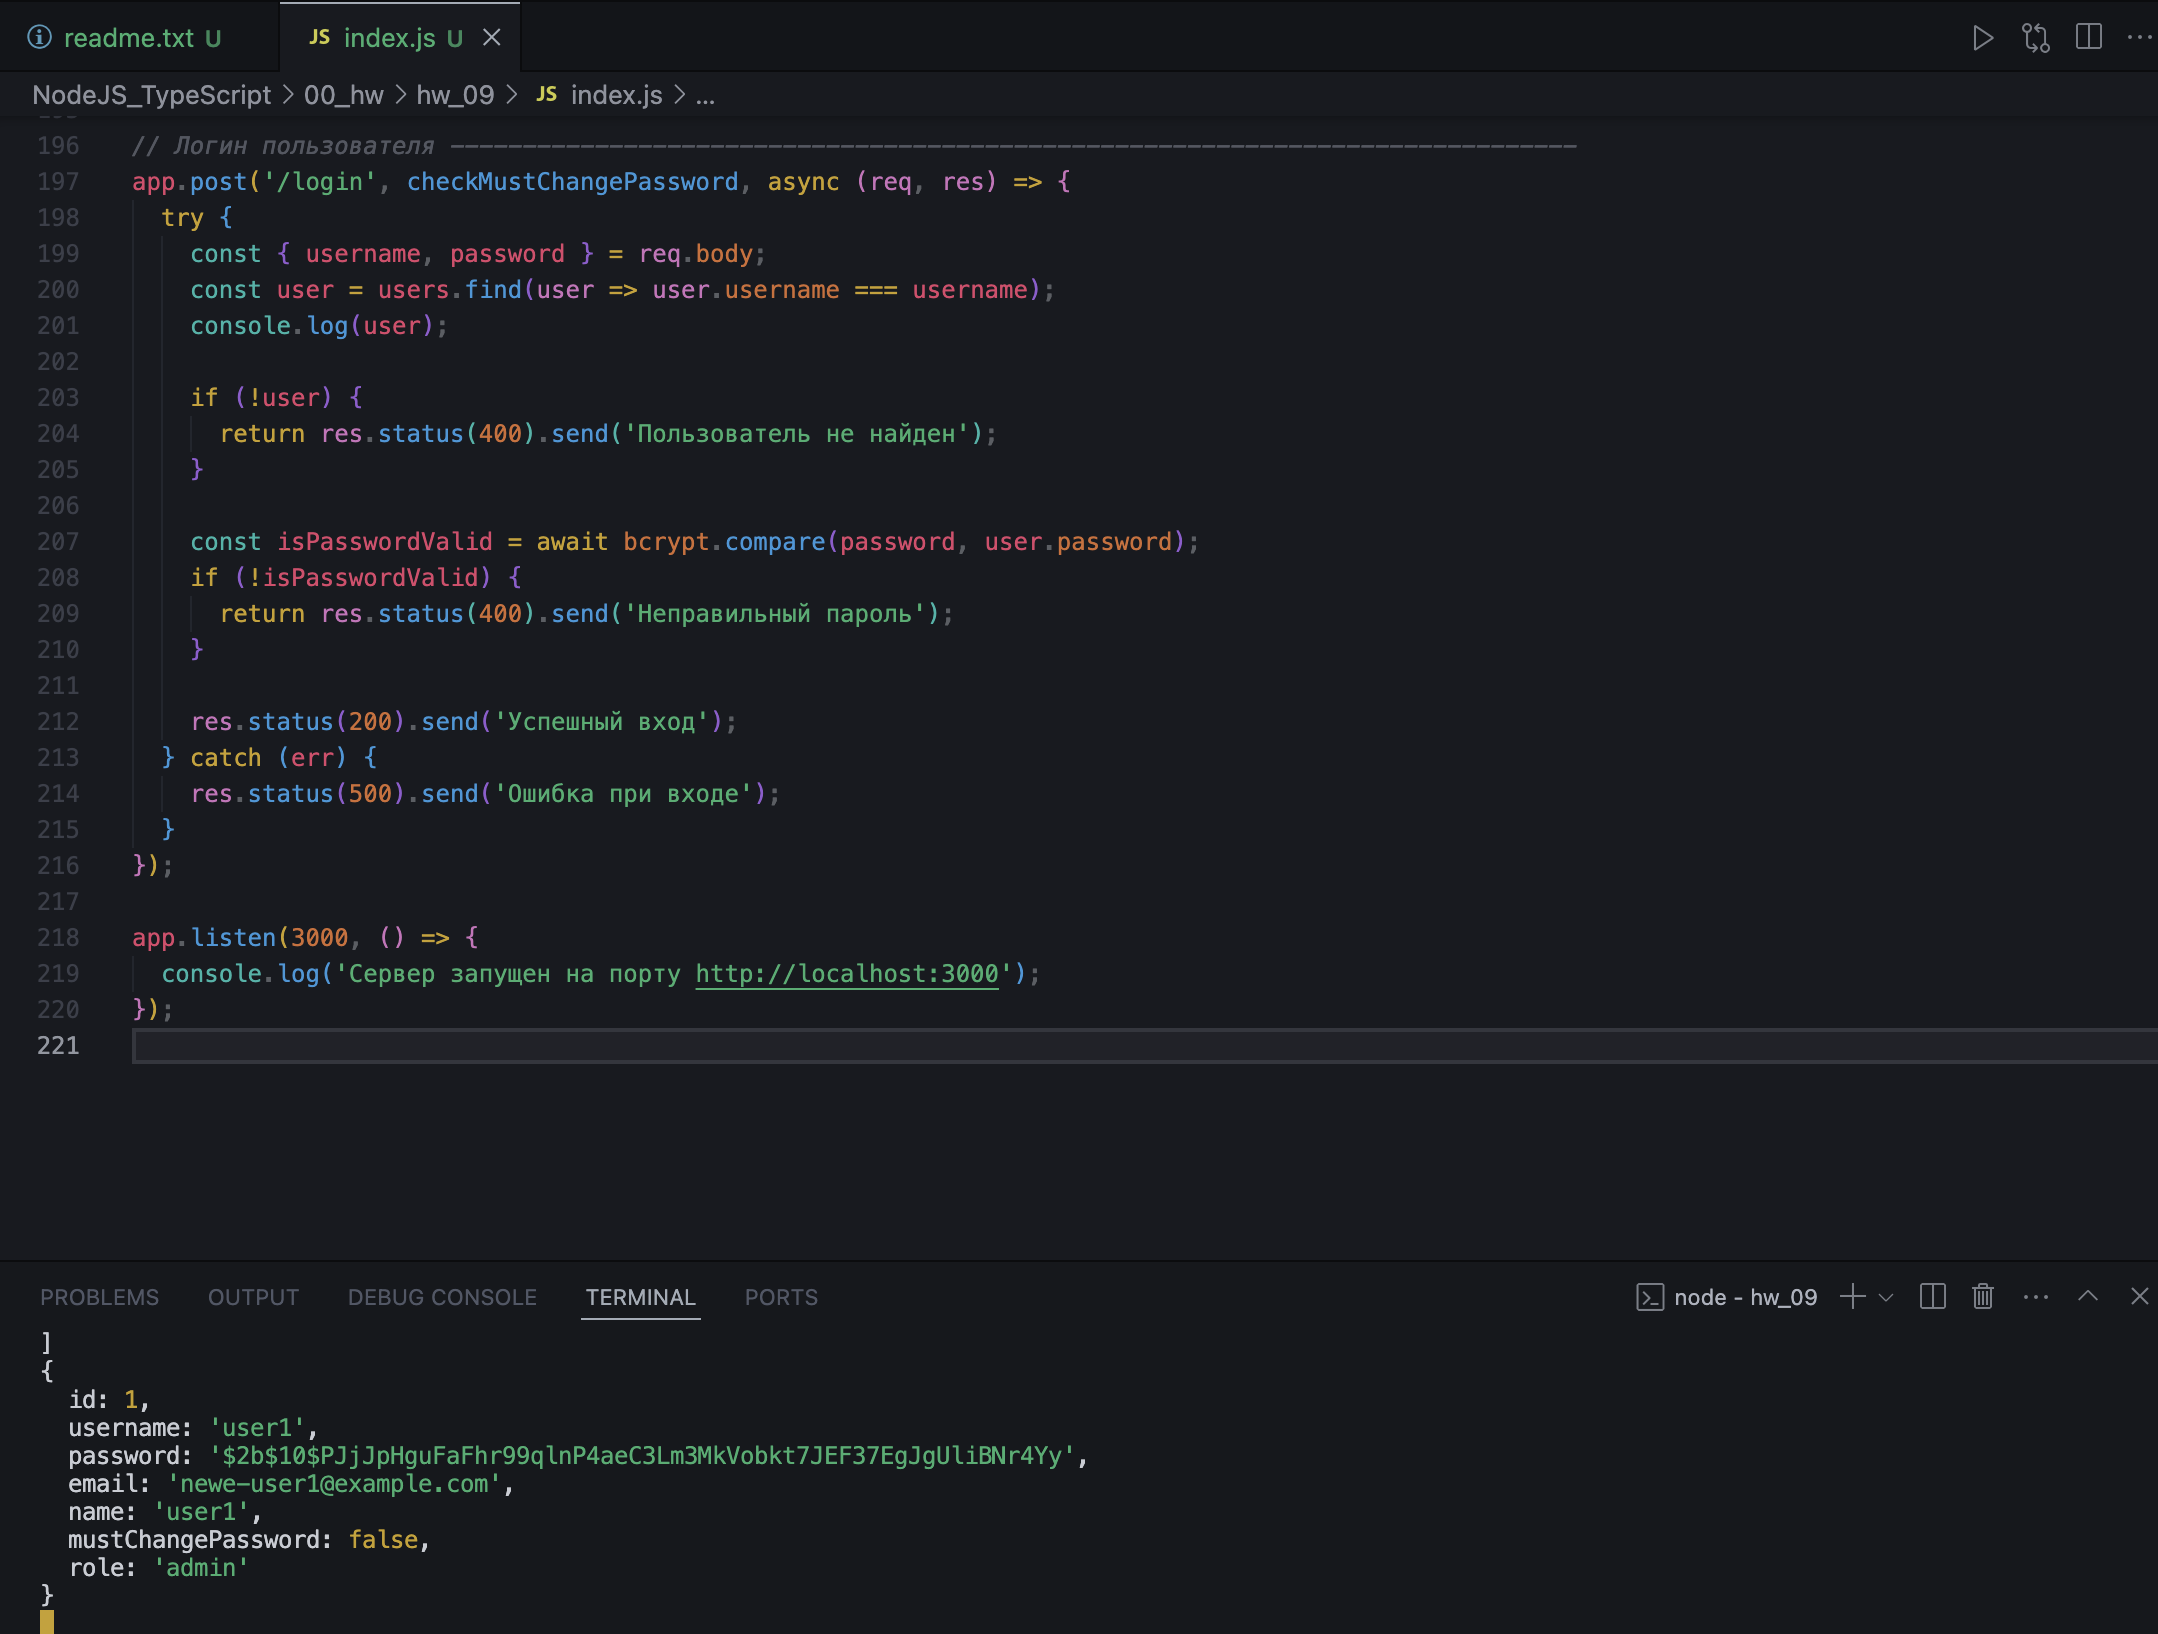 readme.txt U
JS index.js U
NodeJS_TypeScript > 00_hw > hw_09 > JS index.js > ...
196 // Логин пользователя ------------------------------------------------------------------------------
197 app.post('/login', checkMustChangePassword, async (req, res) => {
198 try {
199 const { username, password } = req.body;
200 const user = users.find(user => user.username === username);
201 console.log(user);
202
203 if (!user) {
204 return res.status(400).send('Пользователь не найден');
205 }
206
207 const isPasswordValid = await bcrypt.compare(password, user.password);
208 if (!isPasswordValid) {
209 return res.status(400).send('Неправильный пароль');
210 }
211
212 res.status(200).send('Успешный вход');
213 } catch (err) {
214 res.status(500).send('Ошибка при входе');
215 }
216 });
217
218 app.listen(3000, () => {
219 console.log('Сервер запущен на порту http://localhost:3000');
220 });
221
PROBLEMS OUTPUT DEBUG CONSOLE TERMINAL PORTS node - hw_09
]
{
id: 1,
username: 'user1',
password: '$2b$10$PJjJpHguFaFhr99qlnP4aeC3Lm3MkVobkt7JEF37EgJgUliBNr4Yy',
email: 'newe-user1@example.com',
name: 'user1',
mustChangePassword: false,
role: 'admin'
}